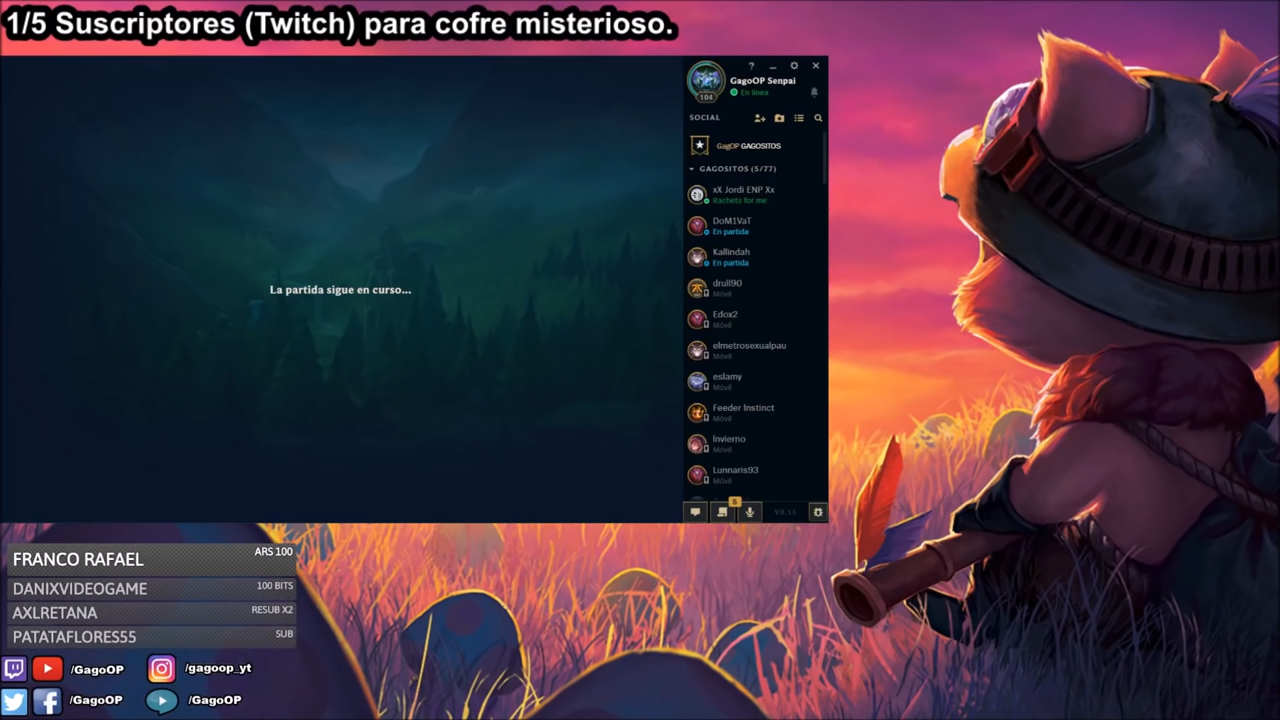 1/5 Suscriptores (Twitch) para cofre misterioso.
?
GagoOP Senpai
104
En línea
SOCIAL
GagOP GAGOSITOS
GAGOSITOS (5/77)
xX Jordi ENP Xx
Rachets for me
DoM1VaT
En partida
Kallindah
En partida
La partida sigue en curso...
drull90
Móvil
Edox2
Móvil
elmetrosexualpau
Móvil
eslamy
Móvil
Feeder Instinct
Móvil
Invierno
Móvil
Lunnaris93
Móvil
5
V8.13
FRANCO RAFAEL ARS 100
DANIXVIDEOGAME 100 BITS
AXLRETANA RESUB X2
PATATAFLORES55 SUB
/GagoOP /gagoop_yt
/GagoOP /GagoOP